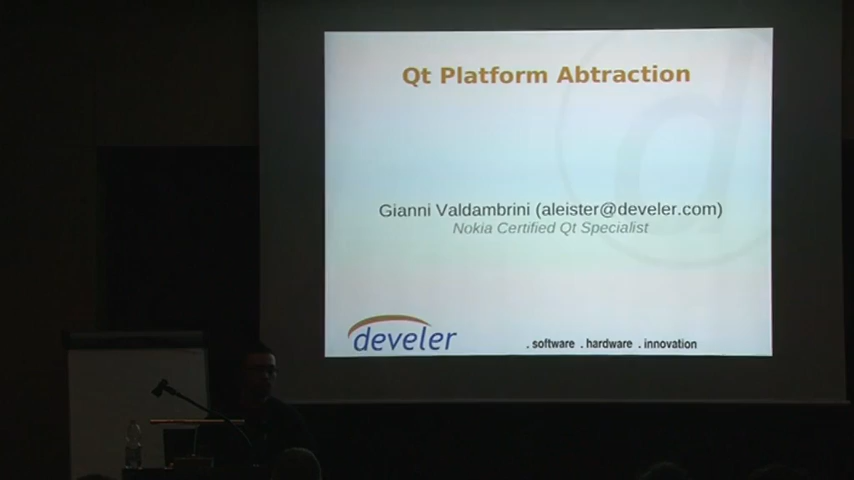 Qt Platform Abtraction
Gianni Valdambrini (aleister@develer.com)
Nokia Certified Qt Specialist
develer
. software . hardware . innovation